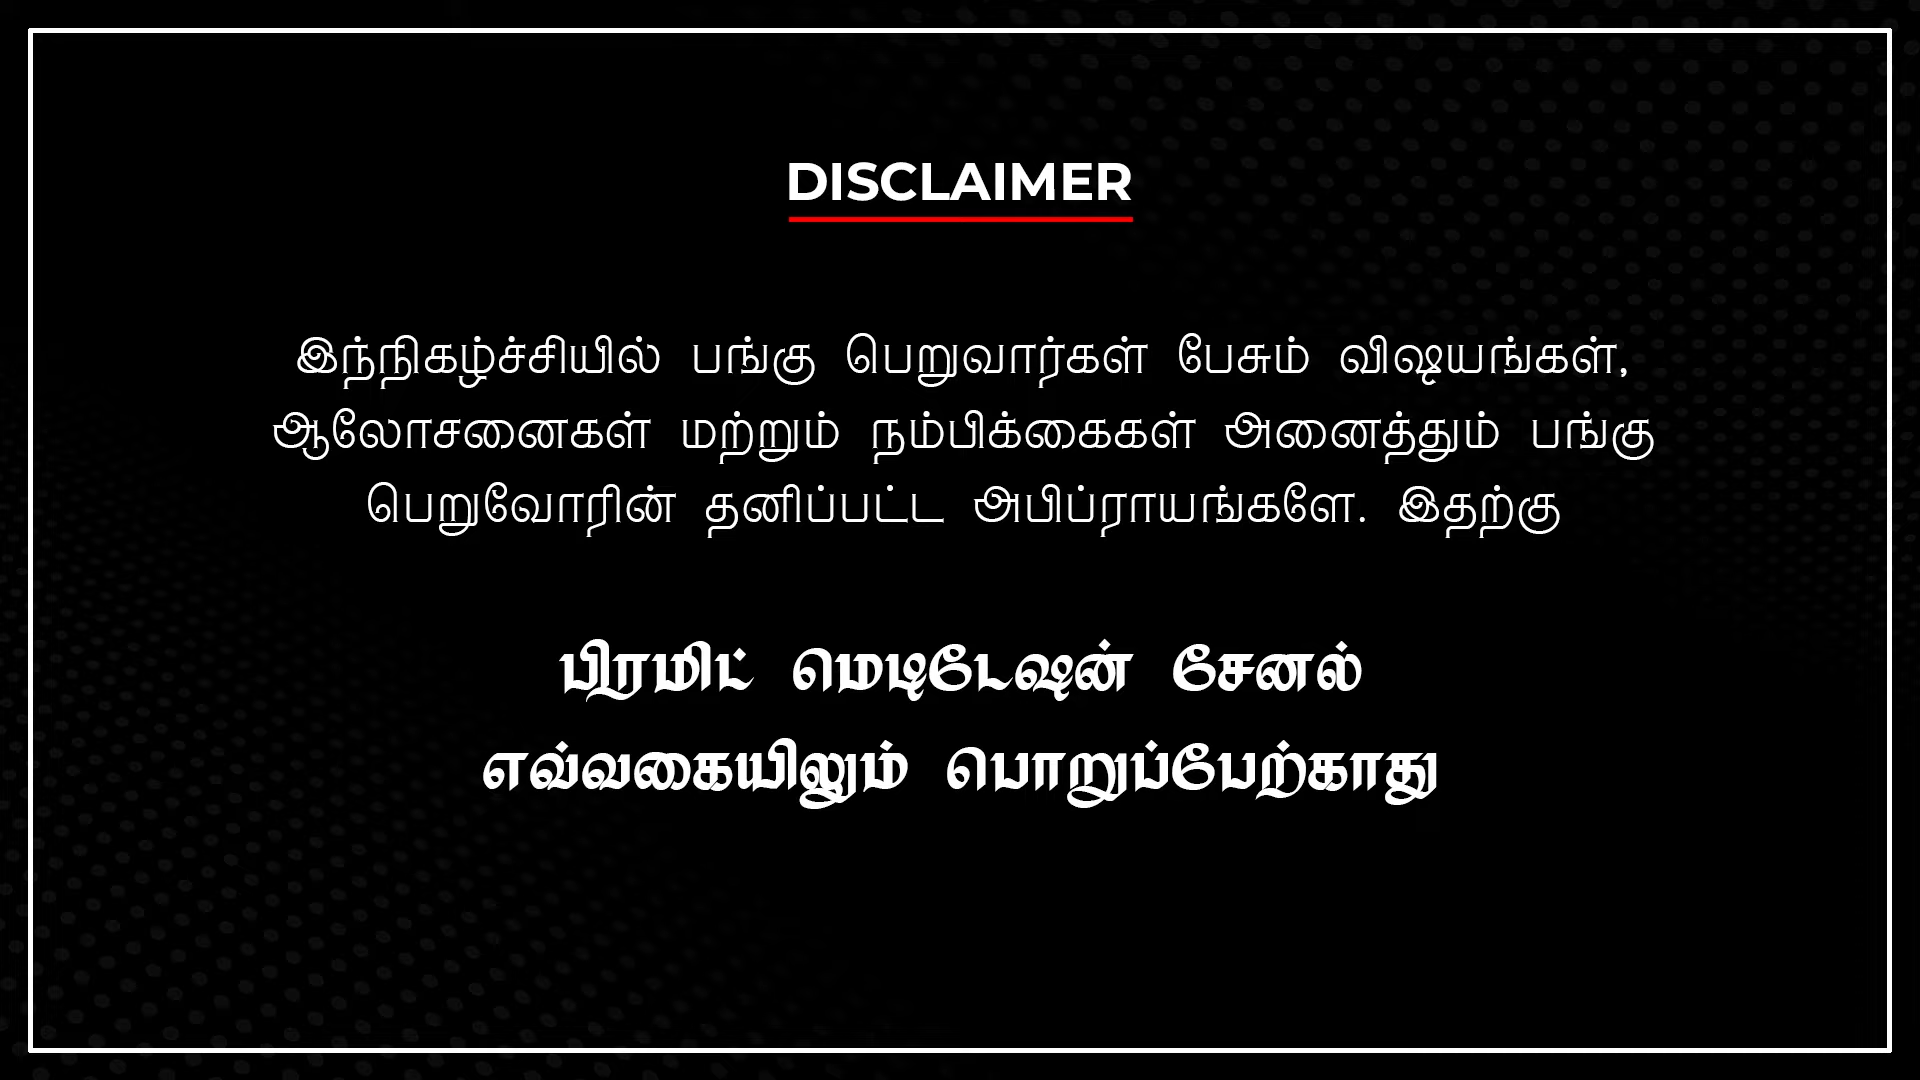 DISCLAIMER
இந்நிகழ்ச்சியில் பங்கு பெறுவார்கள் பேசும் விஷயங்கள்,
ஆலோசனைகள் மற்றும் நம்பிக்கைகள் அனைத்தும் பங்கு
பெறுவோரின் தனிப்பட்ட அபிப்ராயங்களே. இதற்கு
பிரமிட் மெடிடேஷன் சேனல்
எவ்வகையிலும் பொறுப்பேற்காது